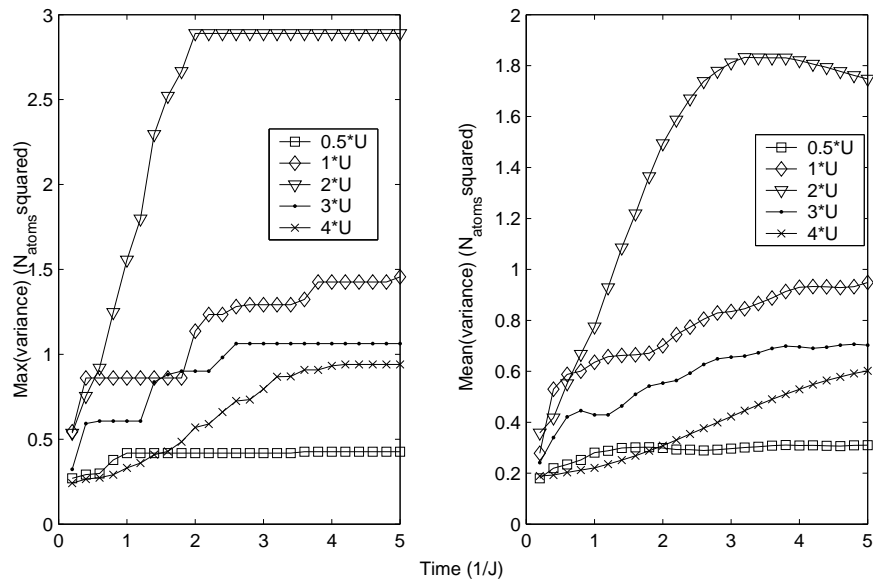 3
2.5
2
1.5
1
0.5
0
0
1
2
3
4
5
Max(variance) (N_atoms squared)
0.5*U
1*U
2*U
3*U
4*U
2
1.8
1.6
1.4
1.2
1
0.8
0.6
0.4
0.2
0
0
1
2
3
4
5
Mean(variance) (N_atoms squared)
0.5*U
1*U
2*U
3*U
4*U
Time (1/J)